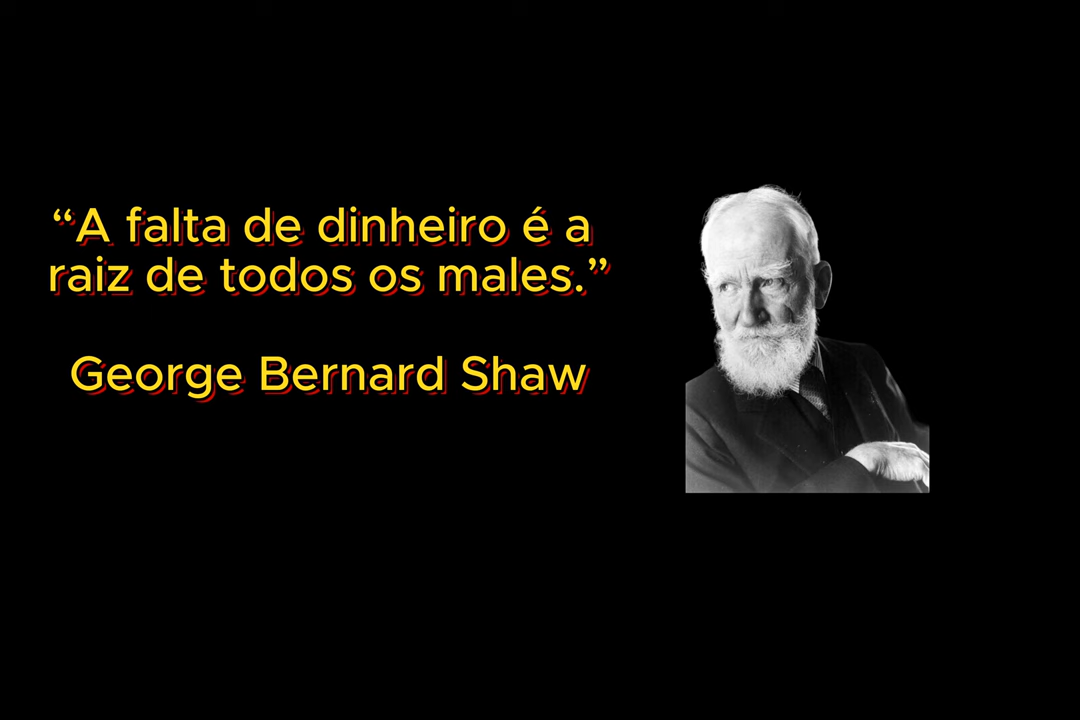 “A falta de dinheiro é a
raiz de todos os males.”
George Bernard Shaw